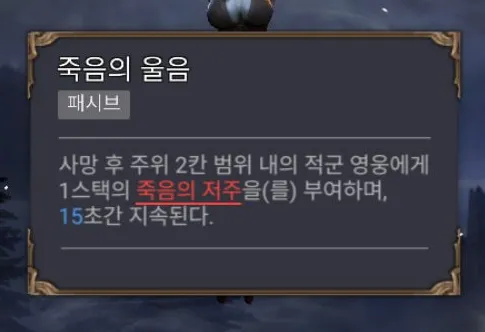 죽음의 울음
패시브
사망 후 주위 2칸 범위 내의 적군 영웅에게
1스택의 죽음의 저주을(를) 부여하며,
15초간 지속된다.